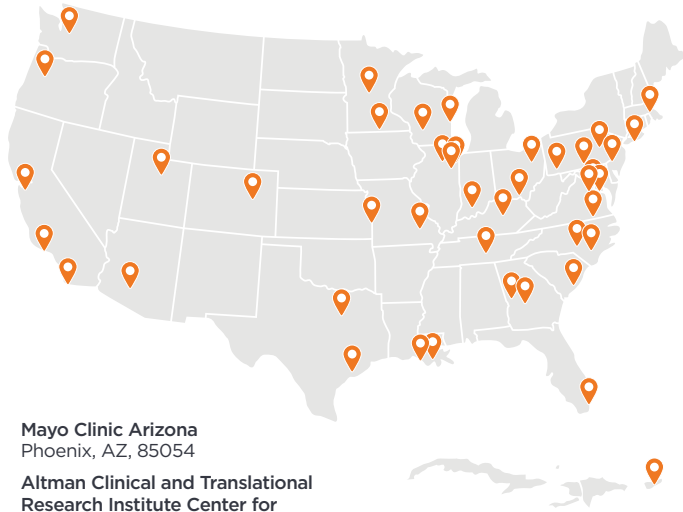 Mayo Clinic Arizona
Phoenix, AZ, 85054
Altman Clinical and Translational
Research Institute Center for